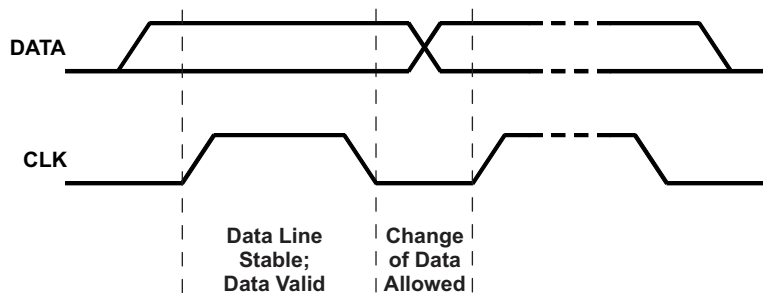 DATA
CLK
Data Line
Stable;
Data Valid
Change
of Data
Allowed